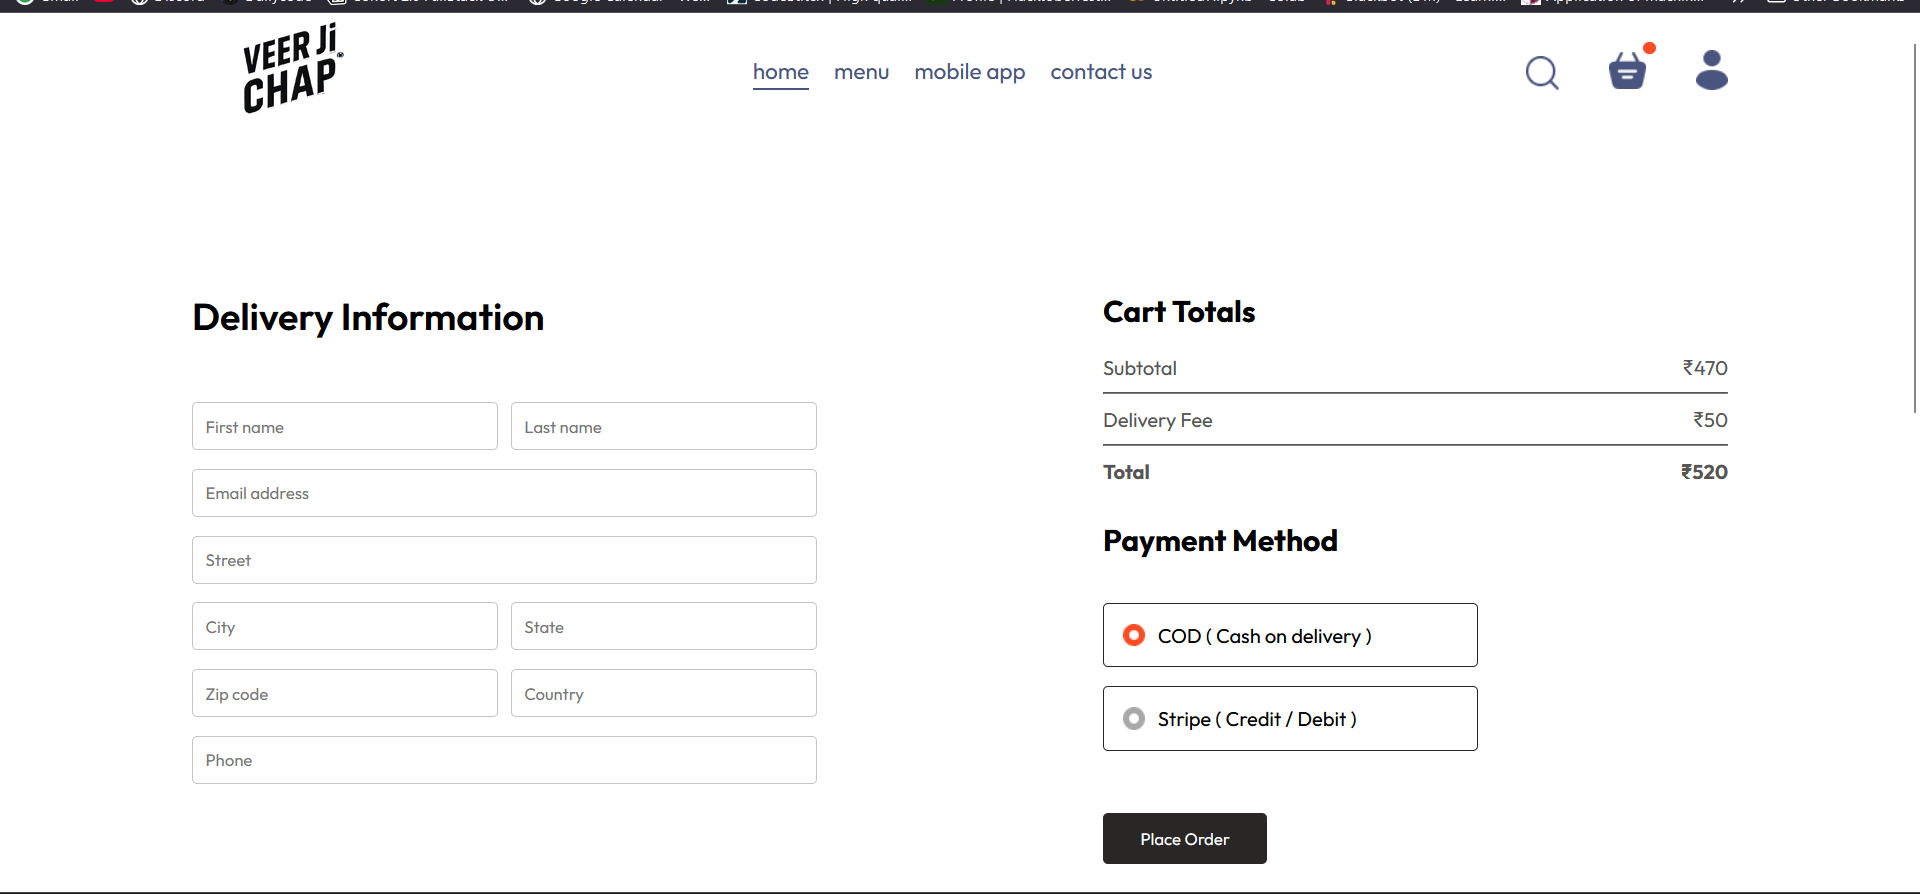 VEER Ji
CHAP
home menu mobile app contact us
Delivery Information
First name Last name
Email address
Street
City State
Zip code Country
Phone
Cart Totals
Subtotal ₹470
Delivery Fee ₹50
Total ₹520
Payment Method
COD ( Cash on delivery )
Stripe ( Credit / Debit )
Place Order